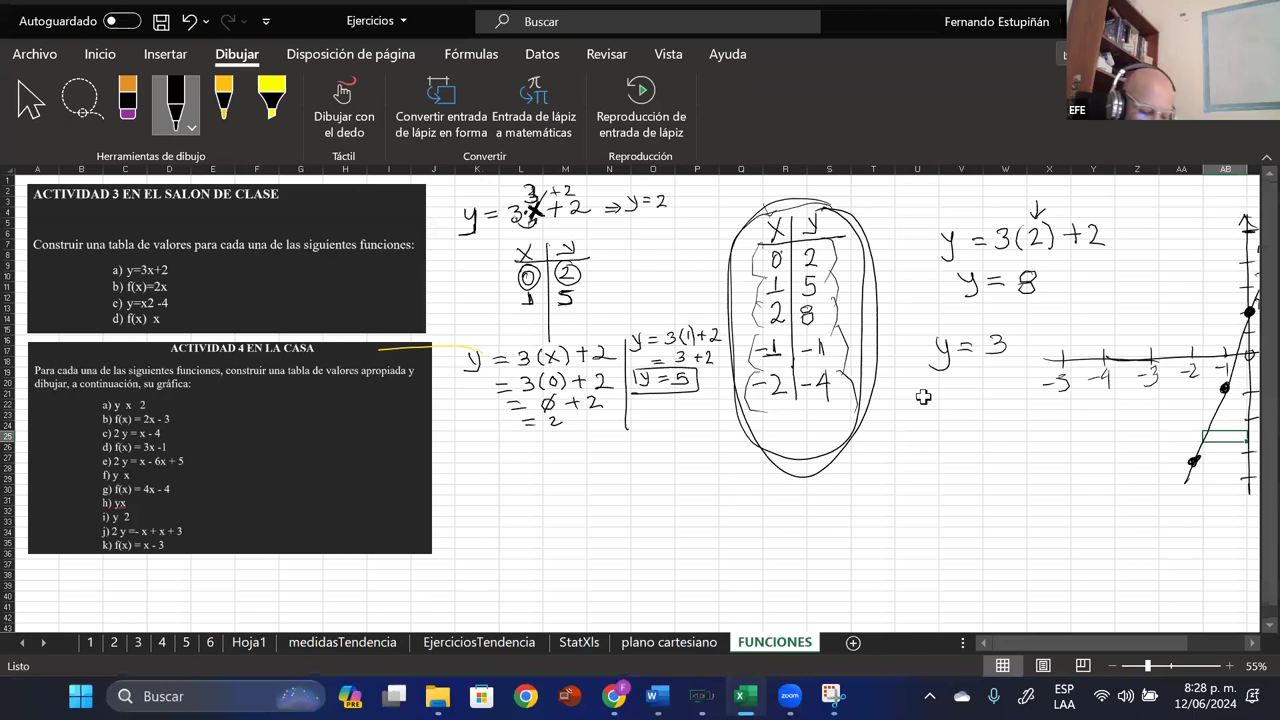 Autoguardado
Ejercicios
Buscar
Fernando Estupiñán
Archivo
Inicio
Insertar
Dibujar
Disposición de página
Fórmulas
Datos
Revisar
Vista
Ayuda
Dibujar con el dedo
Convertir entrada de lápiz en forma
Entrada de lápiz a matemáticas
Reproducción de entrada de lápiz
Herramientas de dibujo
Táctil
Convertir
Reproducción
EFE
A B C D E F G H I J K L M N O P Q R S T U V W X Y Z AA AB
ACTIVIDAD 3 EN EL SALON DE CLASE
Construir una tabla de valores para cada una de las siguientes funciones:
a) y=3x+2
b) f(x)=2x
c) y=x2 -4
d) f(x) x
ACTIVIDAD 4 EN LA CASA
Para cada una de las siguientes funciones, construir una tabla de valores apropiada y
dibujar, a continuación, su gráfica:
a) y x 2
b) f(x) = 2x - 3
c) 2 y = x - 4
d) f(x) = 3x -1
e) 2 y = x - 6x + 5
f) y x
g) f(x) = 4x - 4
h) yx
i) y 2
j) 2 y =- x + x + 3
k) f(x) = x - 3
y = 3·x + 2 ⇒ y = 2
x y
0 2
1 5
y = 3(x) + 2
= 3(0) + 2
= 0 + 2
= 2
y = 3(1)+2
= 3 + 2
y = 5
x y
0 2
1 5
2 8
-1 -1
-2 -4
y = 3(2) + 2
y = 8
y = 3
-5 -4 -3 -2 -1
1 2 3 4 5 6 Hoja1 medidasTendencia EjerciciosTendencia StatXls plano cartesiano FUNCIONES
Listo
55%
Buscar
PRE
zoom
ESP
LAA
8:28 p. m.
12/06/2024